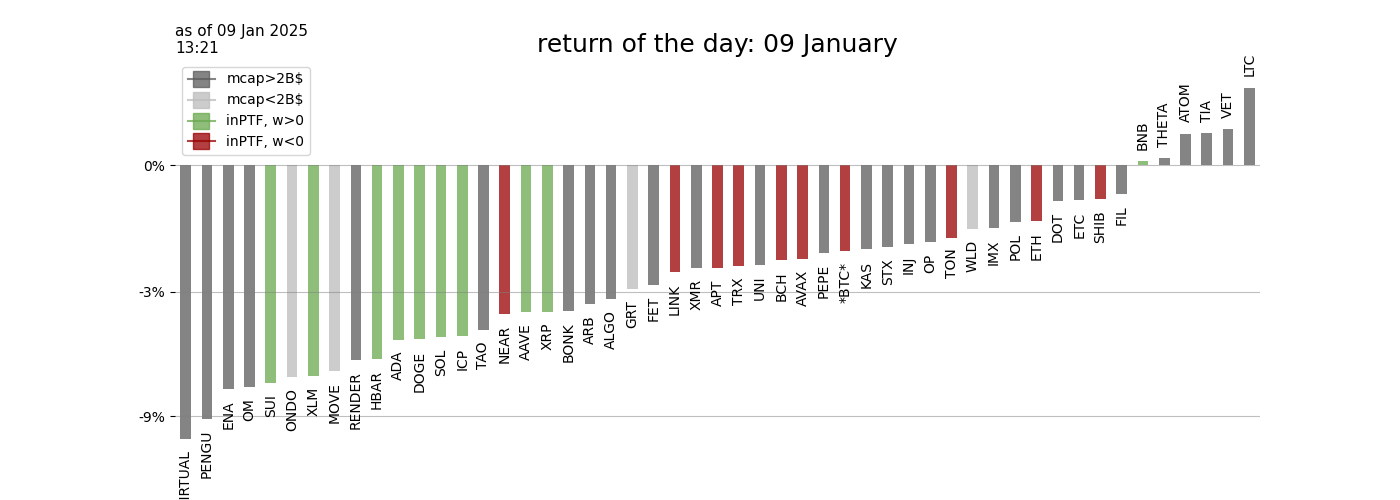 as of 09 Jan 2025
13:21
return of the day: 09 January
mcap>2B$
mcap<2B$
inPTF, w>0
inPTF, w<0
0%
-3%
-9%
IRTUAL
PENGU
ENA
OM
SUI
ONDO
XLM
MOVE
RENDER
HBAR
ADA
DOGE
SOL
ICP
TAO
NEAR
AAVE
XRP
BONK
ARB
ALGO
GRT
FET
LINK
XMR
APT
TRX
UNI
BCH
AVAX
PEPE
*BTC*
KAS
STX
INJ
OP
TON
WLD
IMX
POL
ETH
DOT
ETC
SHIB
FIL
BNB
THETA
ATOM
TIA
VET
LTC